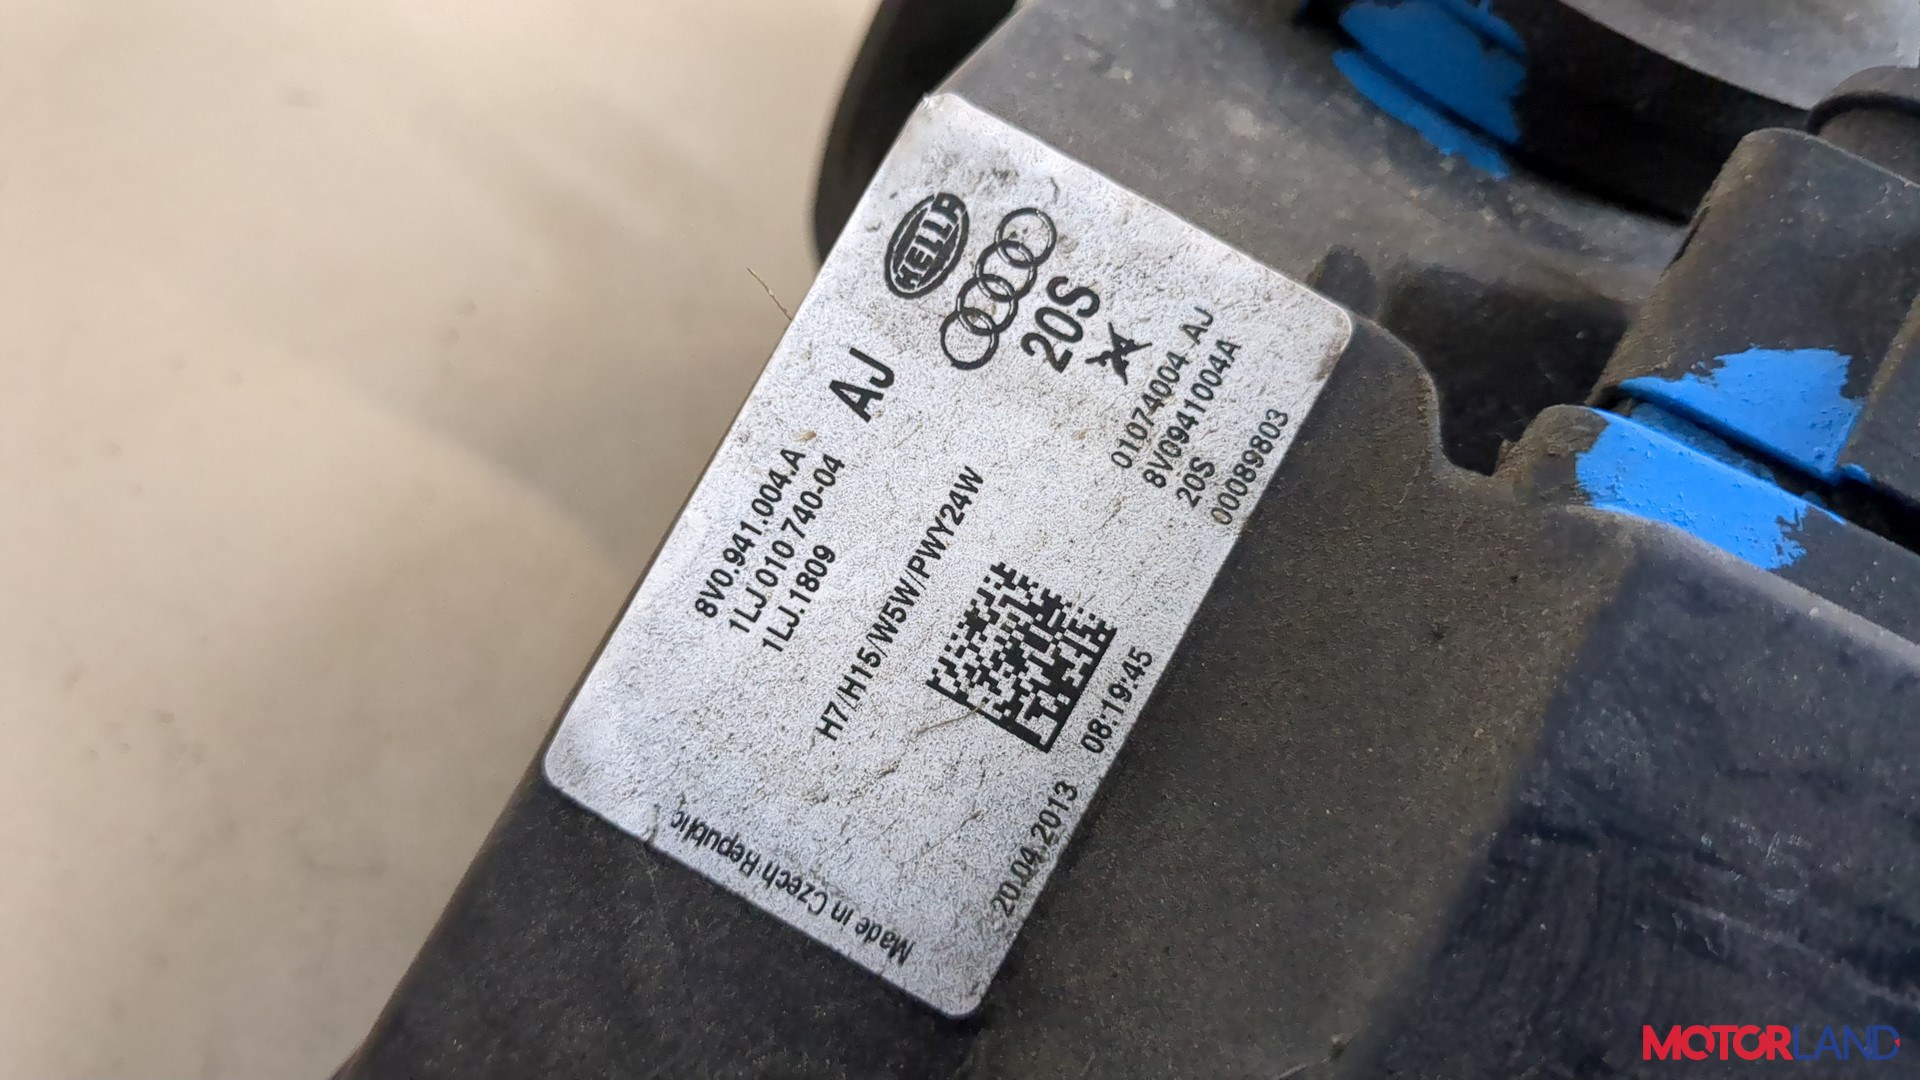 HELLA
20S
AJ
8V0.941.004.A
1LJ 010 740-04
1LJ.1809
H7/H15/W5W/PWY24W
010740004 AJ
8V0941004A
20S
00089803
20.04.2013 08:19:45
Made in Czech Republic
MOTORLAND